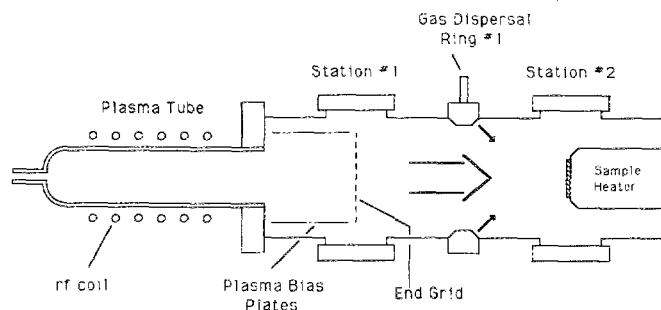 Gas Dispersal
Ring #1
Station #1
Station #2
Plasma Tube
Sample
Heater
rf coil
Plasma Bias
Plates
End Grid